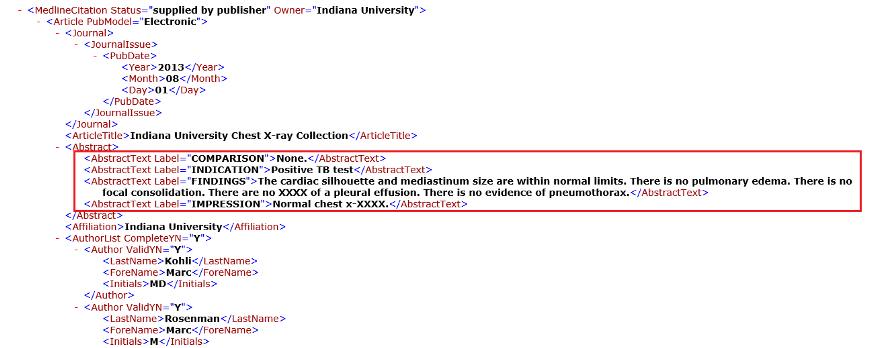 - <MedlineCitation Status="supplied by publisher" Owner="Indiana University">
- <Article PubModel="Electronic">
- <Journal>
- <JournalIssue>
- <PubDate>
<Year>2013</Year>
<Month>08</Month>
<Day>01</Day>
</PubDate>
</JournalIssue>
</Journal>
<ArticleTitle>Indiana University Chest X-ray Collection</ArticleTitle>
- <Abstract>
<AbstractText Label="COMPARISON">None.</AbstractText>
<AbstractText Label="INDICATION">Positive TB test</AbstractText>
<AbstractText Label="FINDINGS">The cardiac silhouette and mediastinum size are within normal limits. There is no pulmonary edema. There is no
focal consolidation. There are no XXXX of a pleural effusion. There is no evidence of pneumothorax.</AbstractText>
<AbstractText Label="IMPRESSION">Normal chest x-XXXX.</AbstractText>
</Abstract>
<Affiliation>Indiana University</Affiliation>
- <AuthorList CompleteYN="Y">
- <Author ValidYN="Y">
<LastName>Kohli</LastName>
<ForeName>Marc</ForeName>
<Initials>MD</Initials>
</Author>
- <Author ValidYN="Y">
<LastName>Rosenman</LastName>
<ForeName>Marc</ForeName>
<Initials>M</Initials>